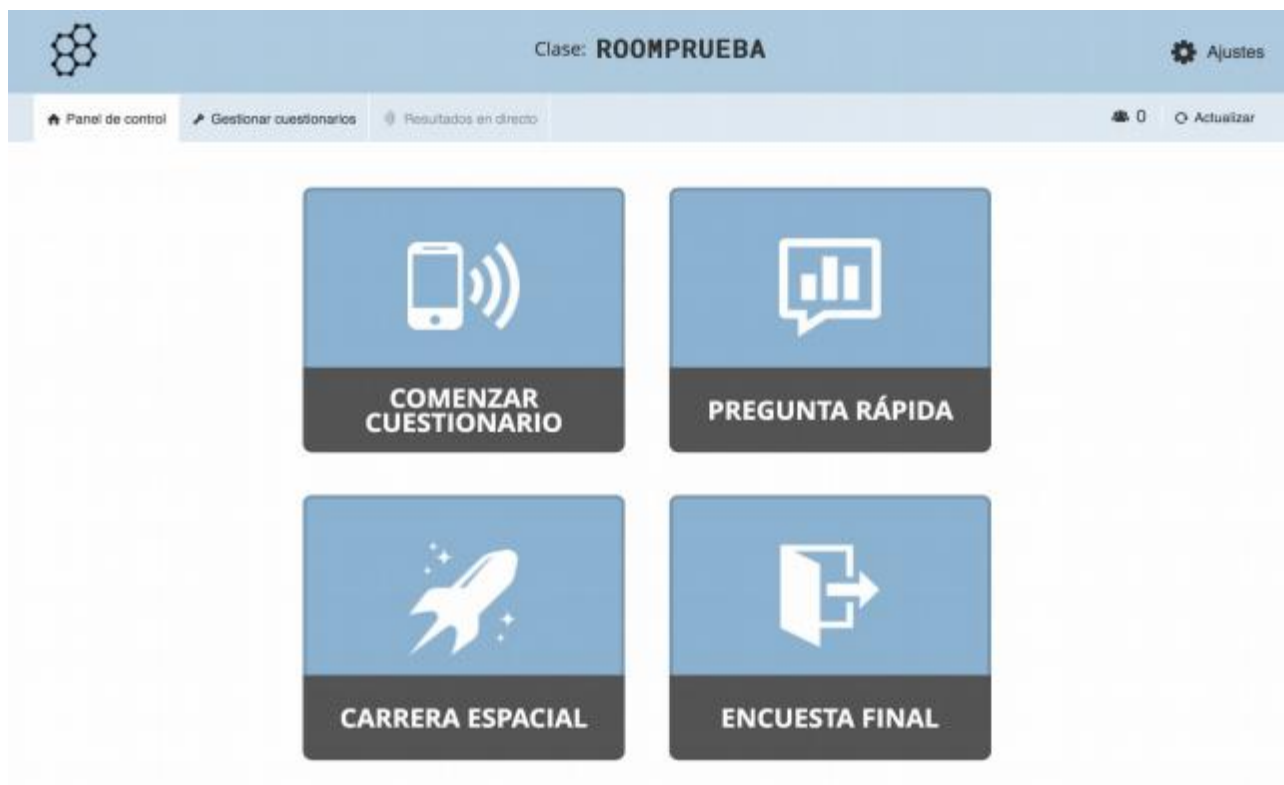 Clase: ROOMPRUEBA
Ajustes
Panel de control
Gestionar cuestionarios
Resultados en directo
0
Actualizar
COMENZAR
CUESTIONARIO
PREGUNTA RÁPIDA
CARRERA ESPACIAL
ENCUESTA FINAL